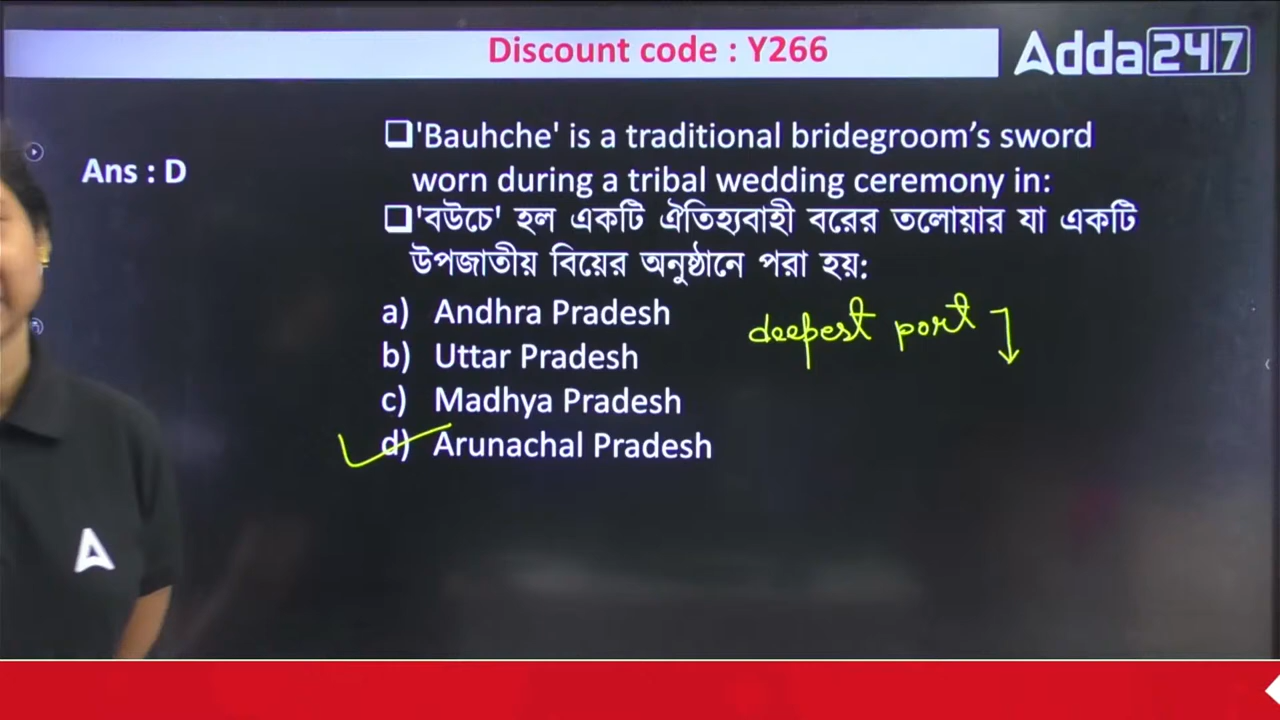 Discount code : Y266
Adda247
Ans : D
❑'Bauhche' is a traditional bridegroom’s sword
worn during a tribal wedding ceremony in:
❑'বউচে' হল একটি ঐতিহ্যবাহী বরের তলোয়ার যা একটি
উপজাতীয় বিয়ের অনুষ্ঠানে পরা হয়:
a) Andhra Pradesh
deepest port
b) Uttar Pradesh
c) Madhya Pradesh
d) Arunachal Pradesh